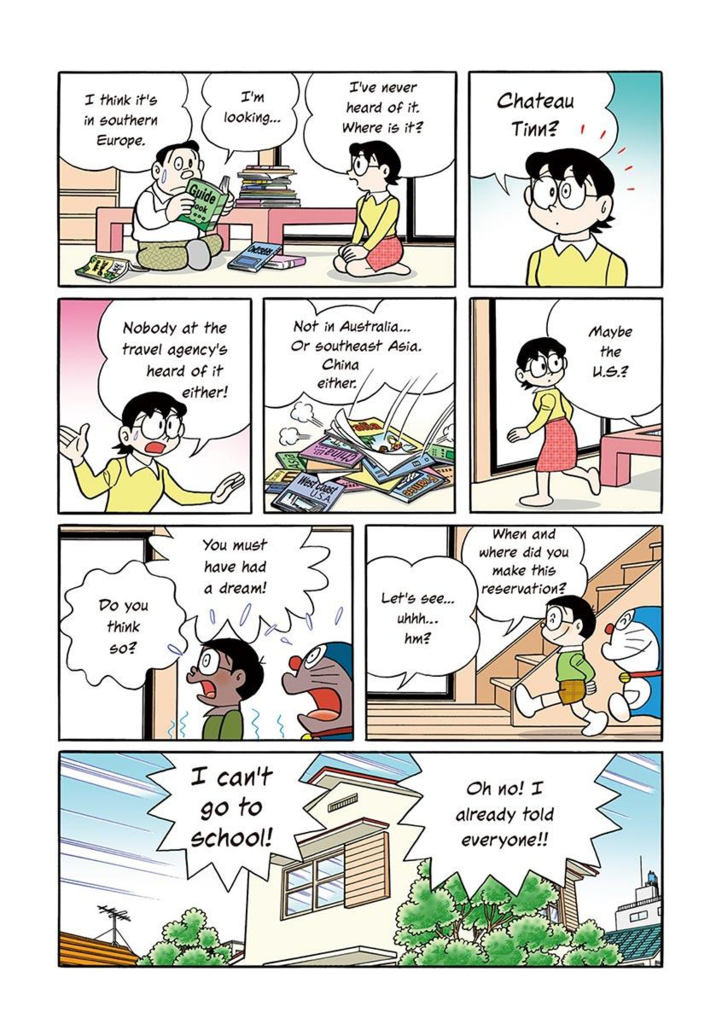 Chateau
Tinn?
I've never
heard of it.
Where is it?
I'm
looking...
I think it's
in southern
Europe.
Guide
ook
Maybe
the
U.S.?
Not in Australia...
Or southeast Asia.
China
either.
West Coast
U.S.A
Nobody at the
travel agency's
heard of it
either!
When and
where did you
make this
reservation?
Let's see...
uhhh...
hm?
You must
have had
a dream!
Do you
think
so?
Oh no! I
already told
everyone!!
I can't
go to
school!